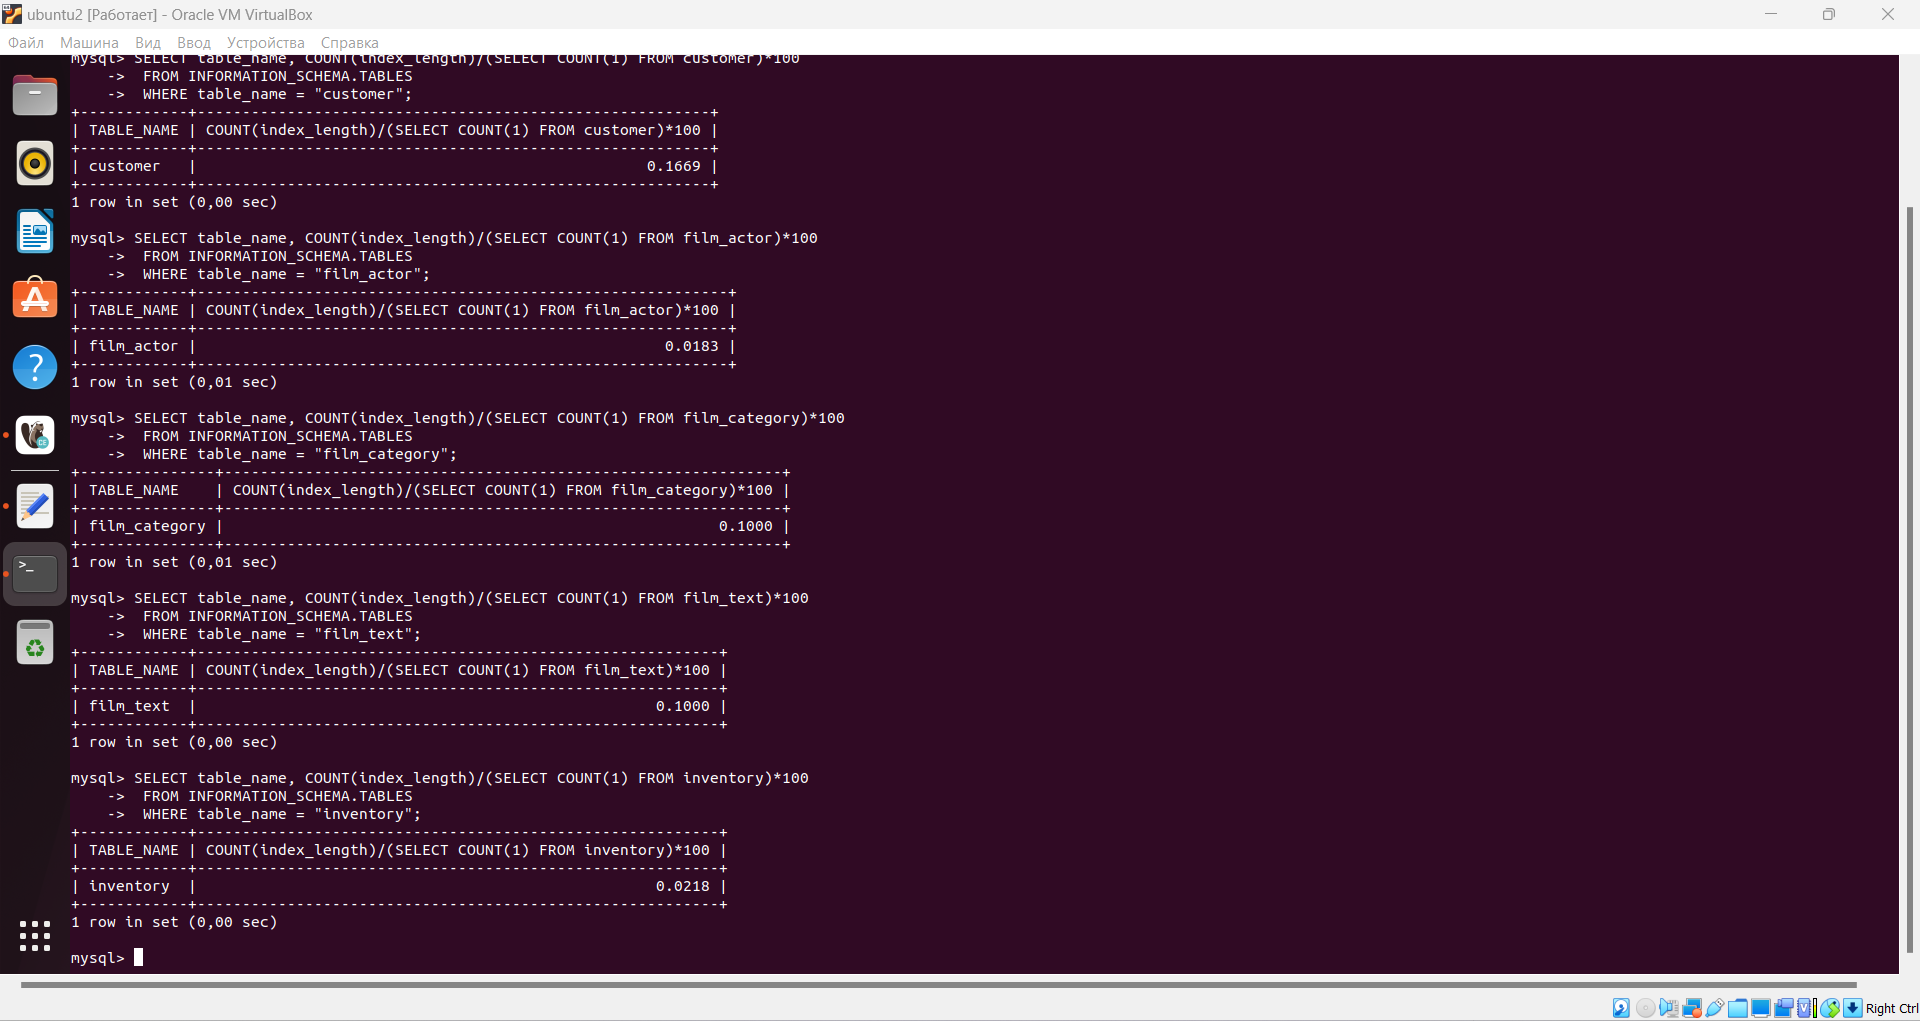 ubuntu2 [Работает] - Oracle VM VirtualBox
Файл Машина Вид Ввод Устройства Справка
mysql> SELECT table_name, COUNT(index_length)/(SELECT COUNT(1) FROM customer)*100
    ->  FROM INFORMATION_SCHEMA.TABLES
    ->  WHERE table_name = "customer";
+------------+---------------------------------------------------------+
| TABLE_NAME | COUNT(index_length)/(SELECT COUNT(1) FROM customer)*100 |
+------------+---------------------------------------------------------+
| customer   |                                                  0.1669 |
+------------+---------------------------------------------------------+
1 row in set (0,00 sec)
mysql> SELECT table_name, COUNT(index_length)/(SELECT COUNT(1) FROM film_actor)*100
    ->  FROM INFORMATION_SCHEMA.TABLES
    ->  WHERE table_name = "film_actor";
+------------+-----------------------------------------------------------+
| TABLE_NAME | COUNT(index_length)/(SELECT COUNT(1) FROM film_actor)*100 |
+------------+-----------------------------------------------------------+
| film_actor |                                                    0.0183 |
+------------+-----------------------------------------------------------+
1 row in set (0,01 sec)
mysql> SELECT table_name, COUNT(index_length)/(SELECT COUNT(1) FROM film_category)*100
    ->  FROM INFORMATION_SCHEMA.TABLES
    ->  WHERE table_name = "film_category";
+---------------+--------------------------------------------------------------+
| TABLE_NAME    | COUNT(index_length)/(SELECT COUNT(1) FROM film_category)*100 |
+---------------+--------------------------------------------------------------+
| film_category |                                                       0.1000 |
+---------------+--------------------------------------------------------------+
1 row in set (0,01 sec)
mysql> SELECT table_name, COUNT(index_length)/(SELECT COUNT(1) FROM film_text)*100
    ->  FROM INFORMATION_SCHEMA.TABLES
    ->  WHERE table_name = "film_text";
+------------+----------------------------------------------------------+
| TABLE_NAME | COUNT(index_length)/(SELECT COUNT(1) FROM film_text)*100 |
+------------+----------------------------------------------------------+
| film_text  |                                                   0.1000 |
+------------+----------------------------------------------------------+
1 row in set (0,00 sec)
mysql> SELECT table_name, COUNT(index_length)/(SELECT COUNT(1) FROM inventory)*100
    ->  FROM INFORMATION_SCHEMA.TABLES
    ->  WHERE table_name = "inventory";
+------------+----------------------------------------------------------+
| TABLE_NAME | COUNT(index_length)/(SELECT COUNT(1) FROM inventory)*100 |
+------------+----------------------------------------------------------+
| inventory  |                                                   0.0218 |
+------------+----------------------------------------------------------+
1 row in set (0,00 sec)
mysql>
Right Ctrl